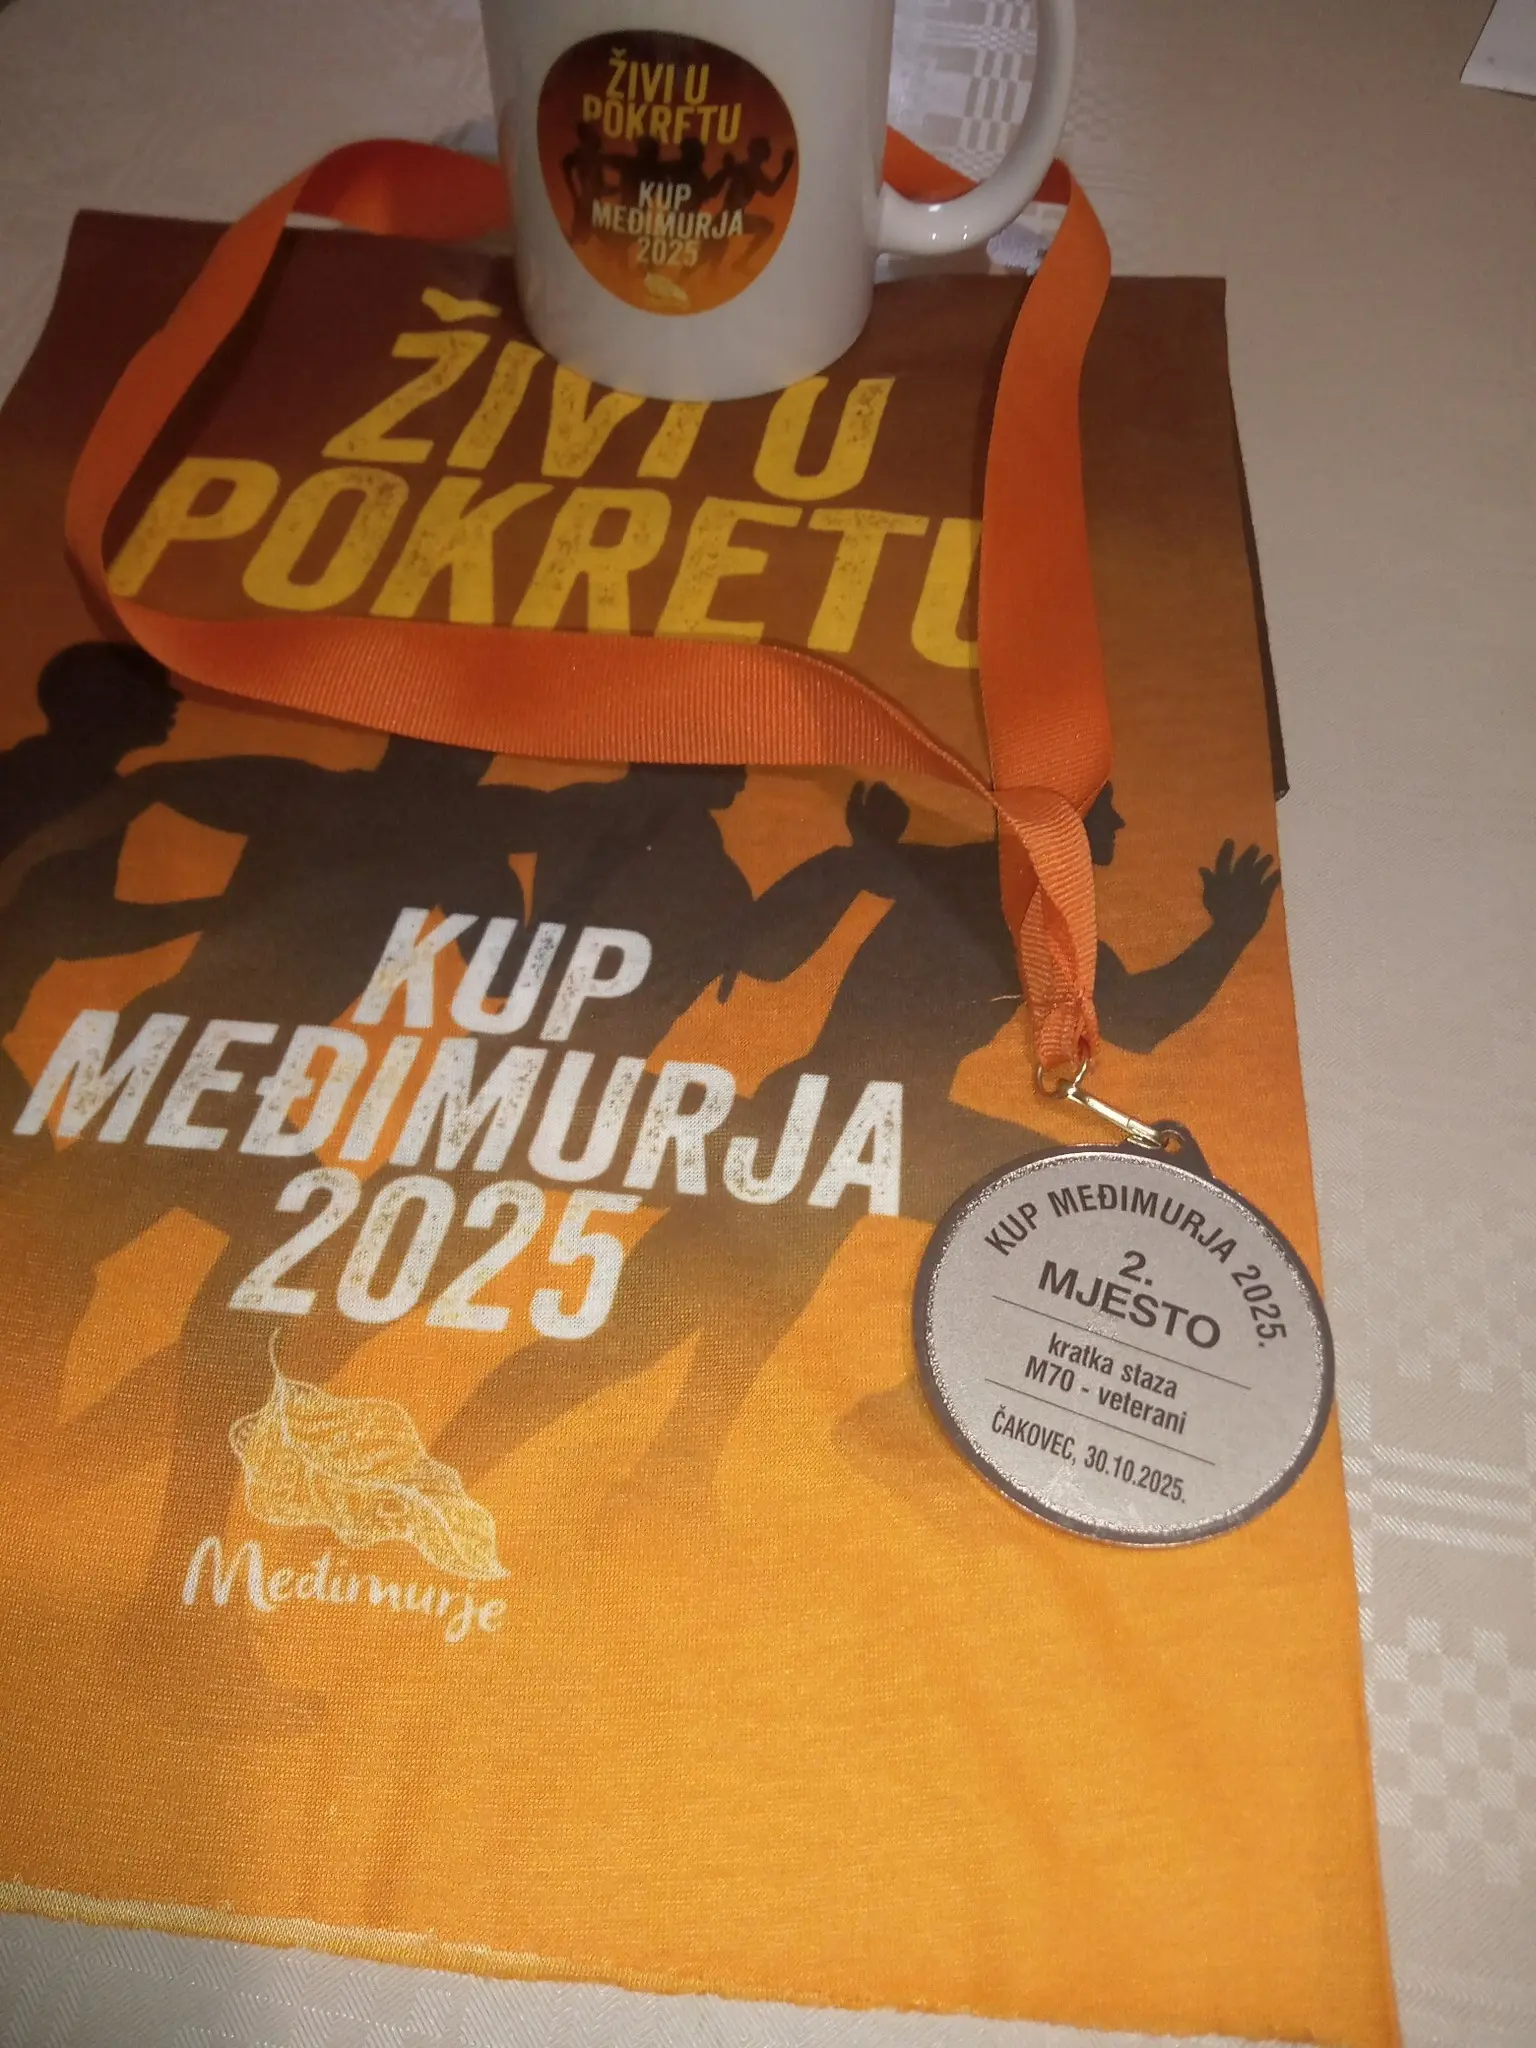 ŽIVI U
POKRETU
KUP
MEĐIMURJA
2025
ŽIVI U
POKRETU
KUP
MEĐIMURJA
2025
Međimurje
KUP MEĐIMURJA 2025.
2.
MJESTO
kratka staza
M70 - veterani
ČAKOVEC, 30.10.2025.